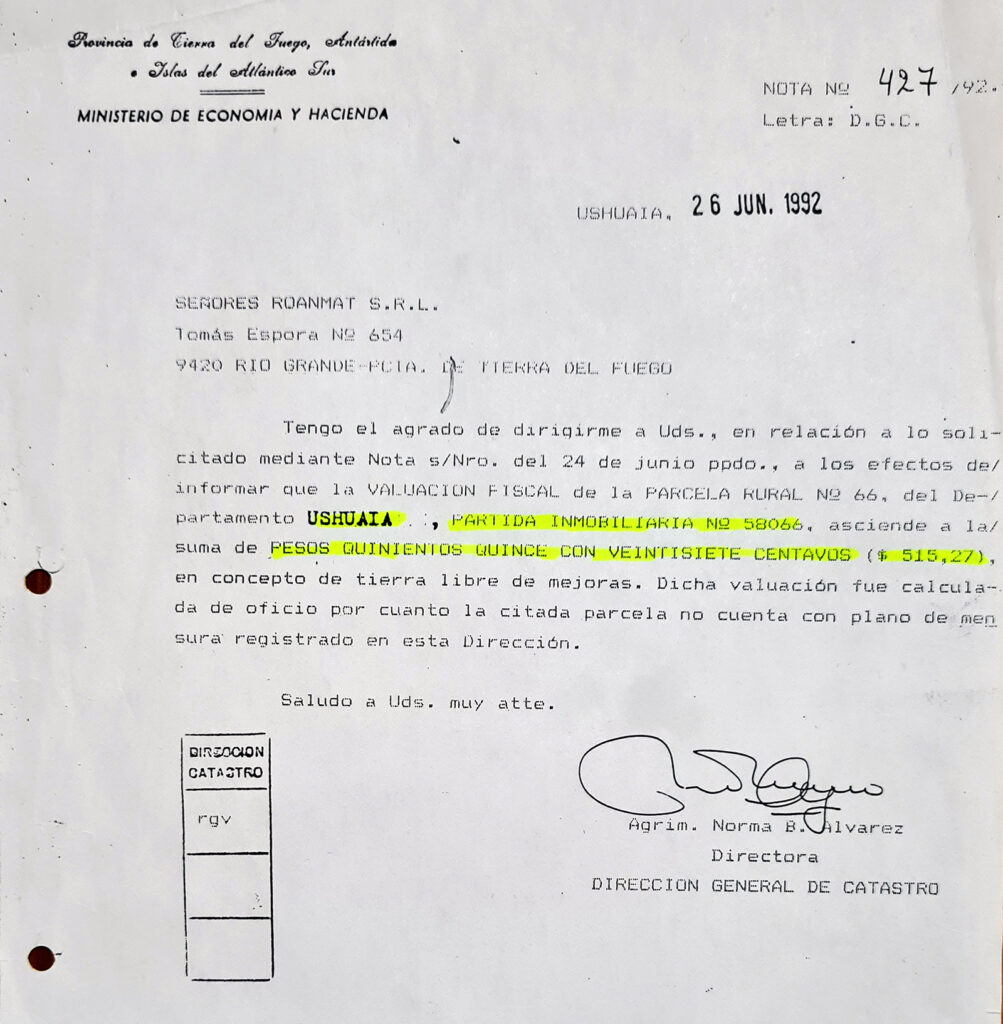 Provincia de Tierra del Fuego, Antártida
e Islas del Atlántico Sur
MINISTERIO DE ECONOMIA Y HACIENDA
NOTA Nº 427 /92.
Letra: D.G.C.
USHUAIA, 26 JUN. 1992
SEÑORES ROANMAT S.R.L.
Tomás Espora Nº 654
9420 RIO GRANDE-PCIA. DE TIERRA DEL FUEGO
Tengo el agrado de dirigirme a Uds., en relación a lo soli-
citado mediante Nota s/Nro. del 24 de junio ppdo., a los efectos de/
informar que la VALUACION FISCAL de la PARCELA RURAL Nº 66, del De-/
partamento USHUAIA , PARTIDA INMOBILIARIA Nº 58066, asciende a la/
suma de PESOS QUINIENTOS QUINCE CON VEINTISIETE CENTAVOS ($ 515,27),
en concepto de tierra libre de mejoras. Dicha valuación fue calcula-
da de oficio por cuanto la citada parcela no cuenta con plano de men
sura registrado en esta Dirección.
Saludo a Uds. muy atte.
DIRECCION
CATASTRO
rgv
Agrim. Norma B. Alvarez
Directora
DIRECCION GENERAL DE CATASTRO